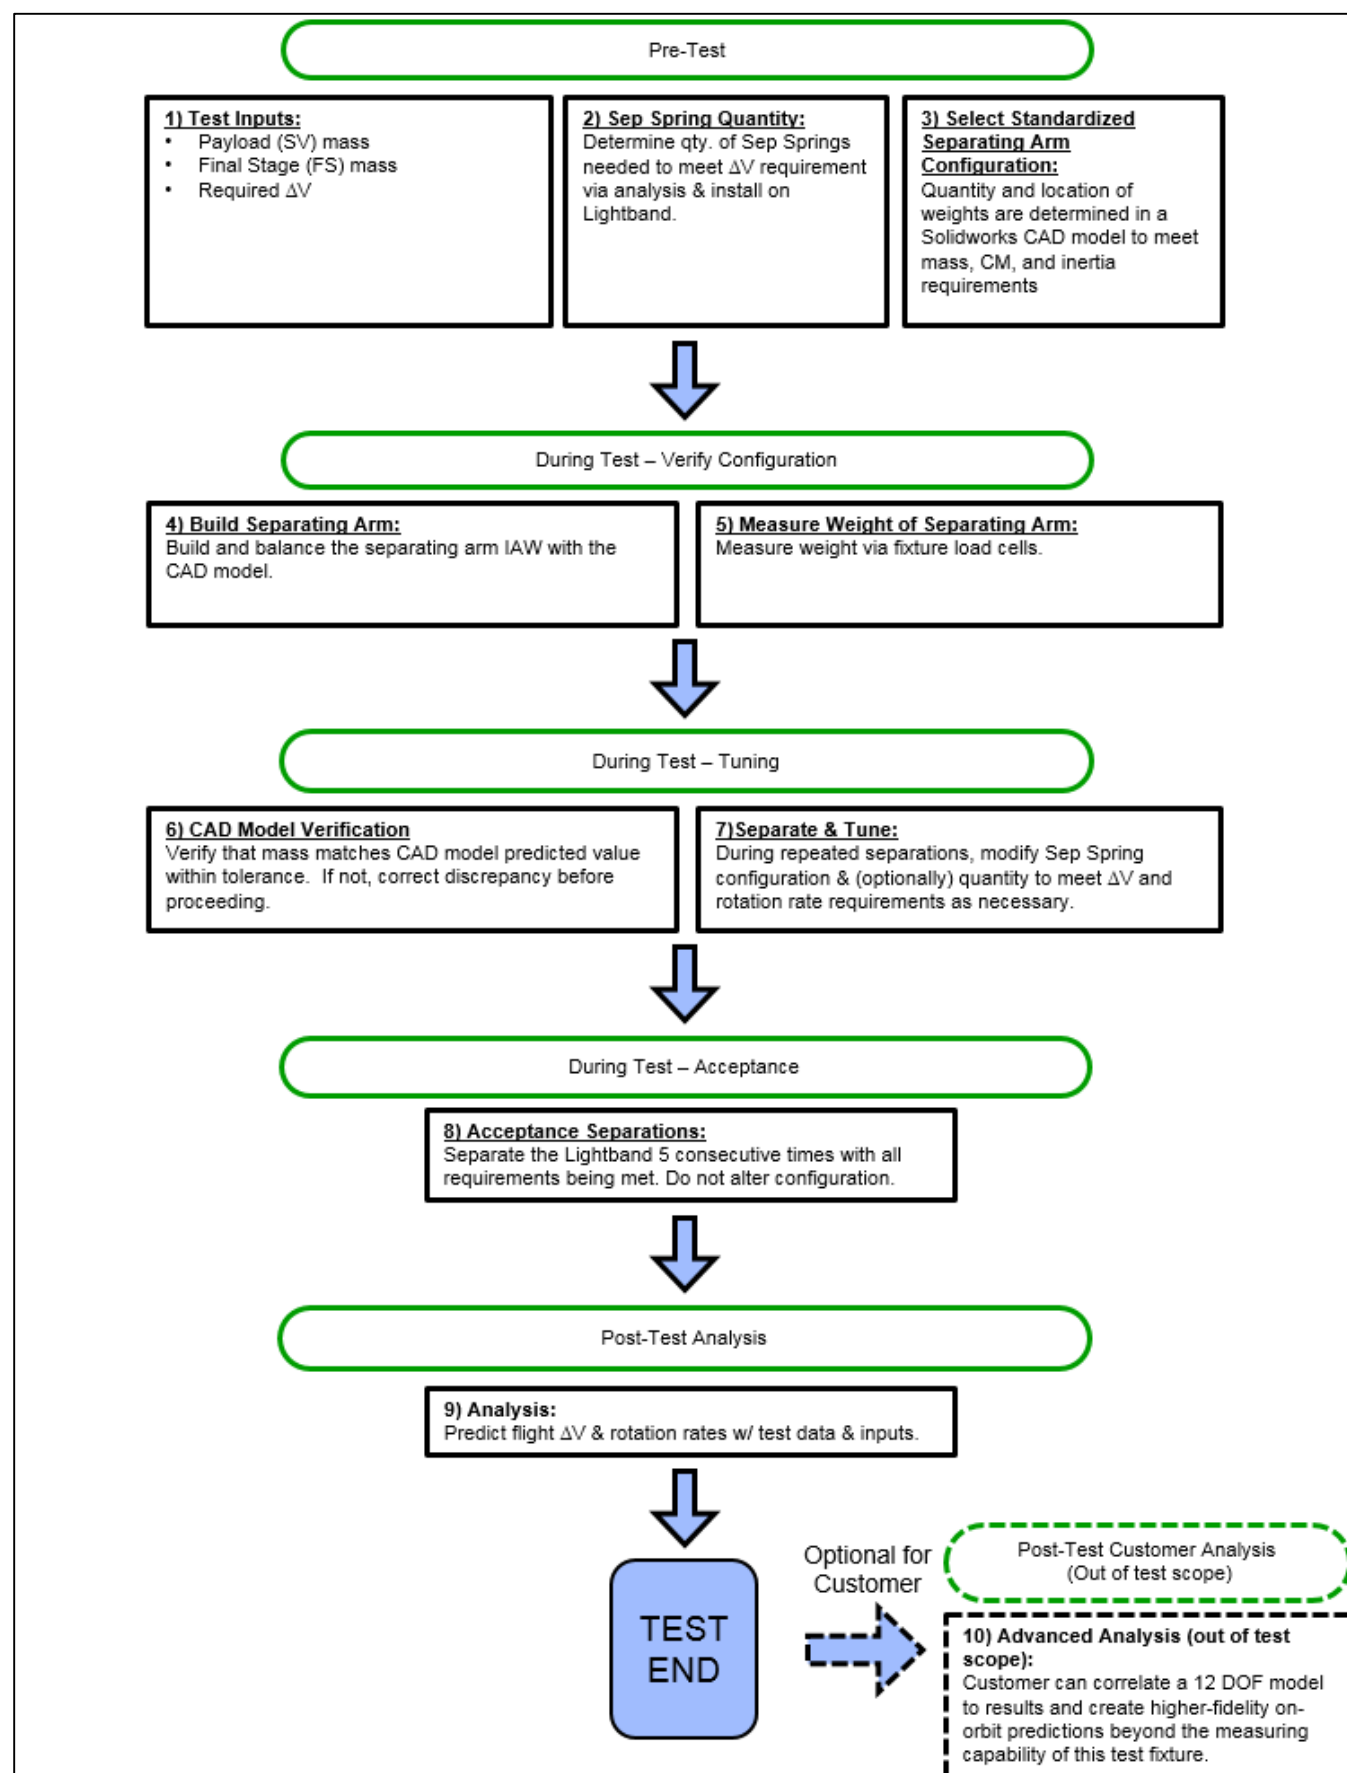 Pre-Test
1) Test Inputs:
• Payload (SV) mass
• Final Stage (FS) mass
• Required ΔV
2) Sep Spring Quantity:
Determine qty. of Sep Springs
needed to meet ΔV requirement
via analysis & install on
Lightband.
3) Select Standardized
Separating Arm
Configuration:
Quantity and location of
weights are determined in a
Solidworks CAD model to meet
mass, CM, and inertia
requirements
During Test – Verify Configuration
4) Build Separating Arm:
Build and balance the separating arm IAW with the
CAD model.
5) Measure Weight of Separating Arm:
Measure weight via fixture load cells.
During Test – Tuning
6) CAD Model Verification
Verify that mass matches CAD model predicted value
within tolerance.  If not, correct discrepancy before
proceeding.
7)Separate & Tune:
During repeated separations, modify Sep Spring
configuration & (optionally) quantity to meet ΔV and
rotation rate requirements as necessary.
During Test – Acceptance
8) Acceptance Separations:
Separate the Lightband 5 consecutive times with all
requirements being met. Do not alter configuration.
Post-Test Analysis
9) Analysis:
Predict flight ΔV & rotation rates w/ test data & inputs.
TEST
END
Optional for
Customer
Post-Test Customer Analysis
(Out of test scope)
10) Advanced Analysis (out of test
scope):
Customer can correlate a 12 DOF model
to results and create higher-fidelity on-
orbit predictions beyond the measuring
capability of this test fixture.